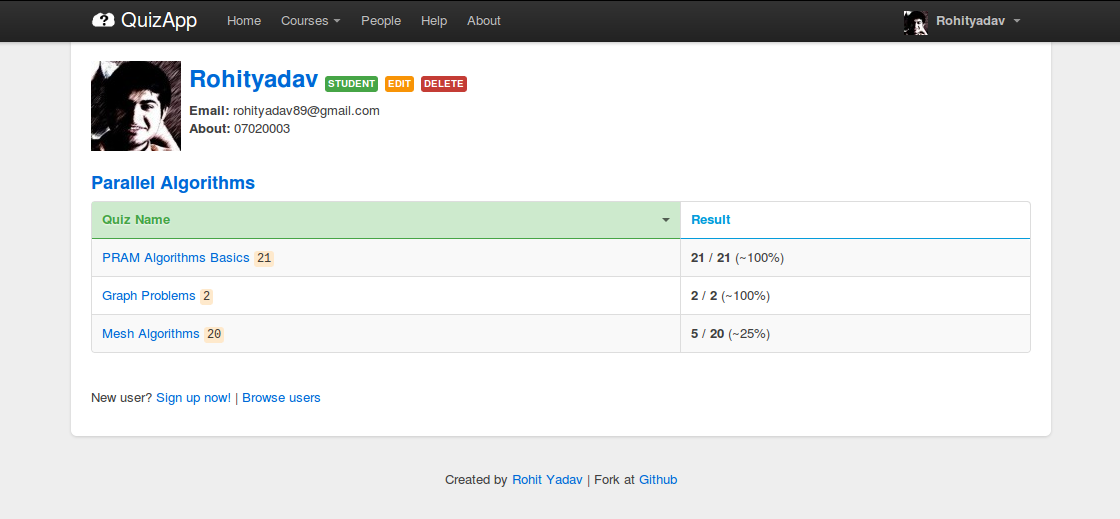 QuizApp Home Courses People Help About Rohityadav
Rohityadav STUDENT EDIT DELETE
Email: rohityadav89@gmail.com
About: 07020003
Parallel Algorithms
Quiz Name Result
PRAM Algorithms Basics 21 21 / 21 (~100%)
Graph Problems 2 2 / 2 (~100%)
Mesh Algorithms 20 5 / 20 (~25%)
New user? Sign up now! | Browse users
Created by Rohit Yadav | Fork at Github